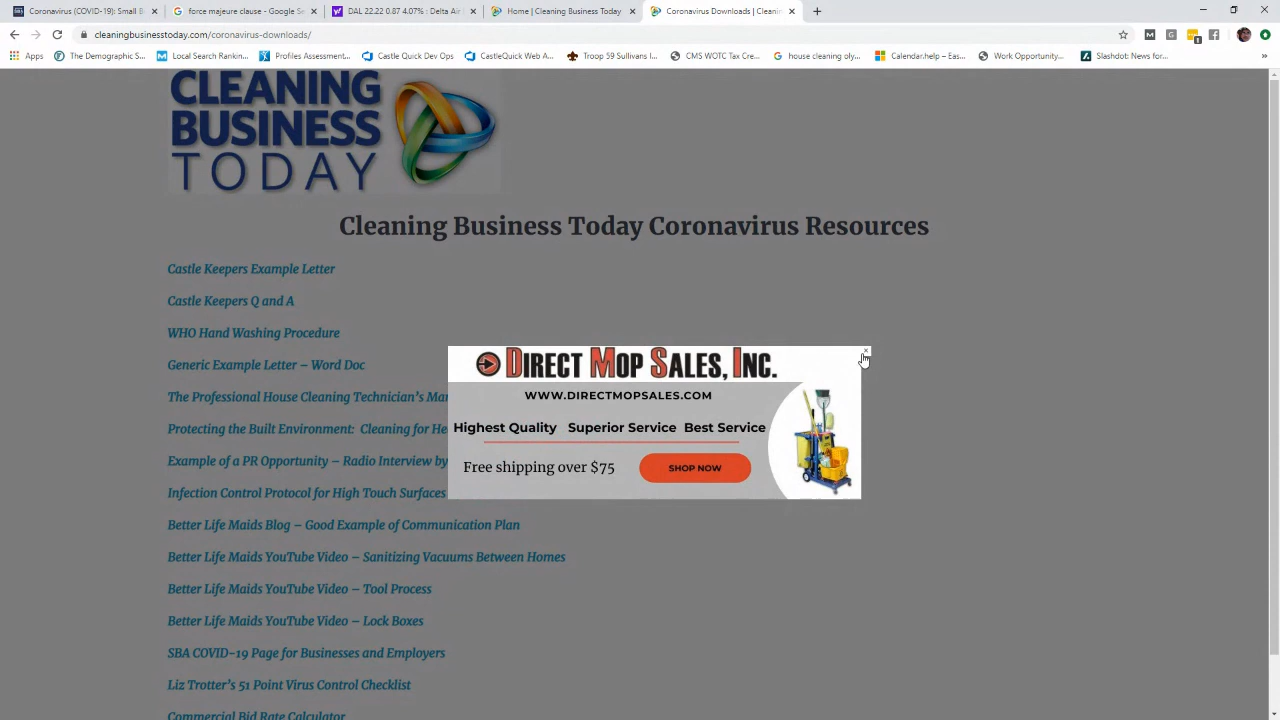 Coronavirus (COVID-19): Small B
force majeure clause - Google Se
DAL 22.22 0.87 4.07% : Delta Air
Home | Cleaning Business Today
Coronavirus Downloads | Cleanin
cleaningbusinesstoday.com/coronavirus-downloads/
Apps
The Demographic S...
Local Search Rankin...
Profiles Assessment...
Castle Quick Dev Ops
CastleQuick Web A...
Troop 59 Sullivans I...
CMS WOTC Tax Cre...
house cleaning oly...
Calendar.help – Eas...
Work Opportunity...
Slashdot: News for...
CLEANING
BUSINESS
TODAY
Cleaning Business Today Coronavirus Resources
Castle Keepers Example Letter
Castle Keepers Q and A
WHO Hand Washing Procedure
Generic Example Letter – Word Doc
The Professional House Cleaning Technician's Mar
Protecting the Built Environment: Cleaning for He
Example of a PR Opportunity – Radio Interview by
Infection Control Protocol for High Touch Surfaces
Better Life Maids Blog – Good Example of Communication Plan
Better Life Maids YouTube Video – Sanitizing Vacuums Between Homes
Better Life Maids YouTube Video – Tool Process
Better Life Maids YouTube Video – Lock Boxes
SBA COVID-19 Page for Businesses and Employers
Liz Trotter's 51 Point Virus Control Checklist
Commercial Bid Rate Calculator
DIRECT MOP SALES, INC.
WWW.DIRECTMOPSALES.COM
Highest Quality Superior Service Best Service
Free shipping over $75
SHOP NOW